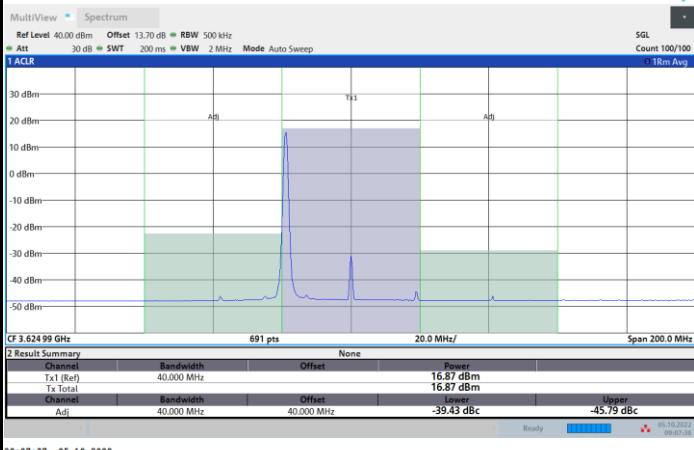 MultiView Spectrum
Ref Level 40.00 dBm Offset 13.70 dB RBW 500 kHz SGL
Att 30 dB SWT 200 ms VBW 2 MHz Mode Auto Sweep Count 100/100
1 ACLR 1Rm Avg
30 dBm
Tx1
20 dBm Adj Adj
10 dBm
0 dBm
-10 dBm
-20 dBm
-30 dBm
-40 dBm
-50 dBm
CF 3.624 99 GHz 691 pts 20.0 MHz/ Span 200.0 MHz
2 Result Summary None
Channel Bandwidth Offset Power
Tx1 (Ref) 40.000 MHz 16.87 dBm
Tx Total 16.87 dBm
Channel Bandwidth Offset Lower Upper
Adj 40.000 MHz 40.000 MHz -39.43 dBc -45.79 dBc
Ready 05.10.2022
09:07:36